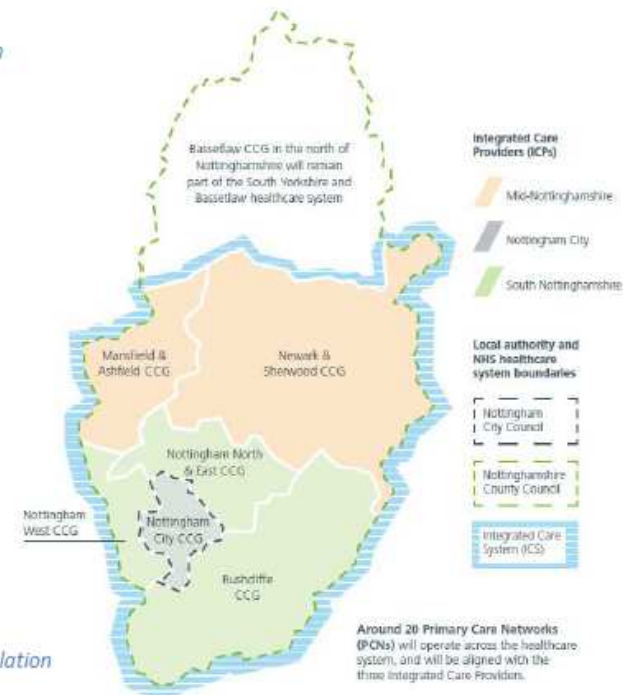 Bassetlaw CCG in the north of
Nottinghamshire will remain
part of the South Yorkshire and
Bassetlaw healthcare system
Integrated Care
Providers (ICPs)
Mid-Nottinghamshire
Nottingham City
South Nottinghamshire
Mansfield &
Ashfield CCG
Newark &
Sherwood CCG
Local authority and
NHS healthcare
system boundaries
Nottingham
City Council
Nottinghamshire
County Council
Integrated Care
System (ICS)
Nottingham North
& East CCG
Nottingham
West CCG
Nottingham
City CCG
Rushcliffe
CCG
Around 20 Primary Care Networks
(PCNs) will operate across the healthcare
system, and will be aligned with the
three Integrated Care Providers.